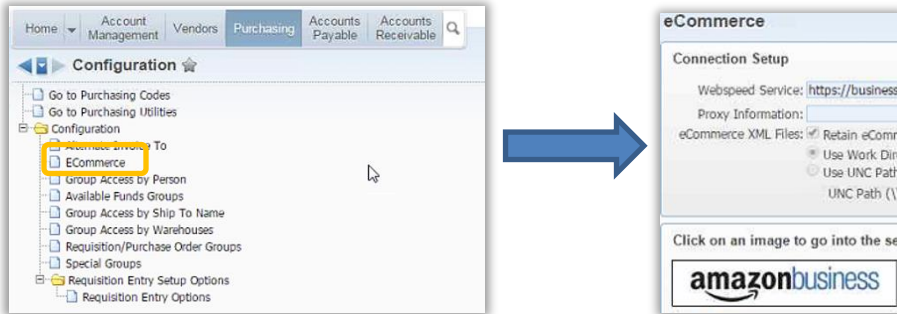 Home
Account Management
Vendors
Purchasing
Accounts Payable
Accounts Receivable
Configuration
Go to Purchasing Codes
Go to Purchasing Utilities
Configuration
Alternate Invoice To
ECommerce
Group Access by Person
Available Funds Groups
Group Access by Ship To Name
Group Access by Warehouses
Requisition/Purchase Order Groups
Special Groups
Requisition Entry Setup Options
Requisition Entry Options
eCommerce
Connection Setup
Webspeed Service: https://business
Proxy Information:
eCommerce XML Files: Retain eComm
Use Work Dir
Use UNC Path
UNC Path (\
Click on an image to go into the se
amazonbusiness